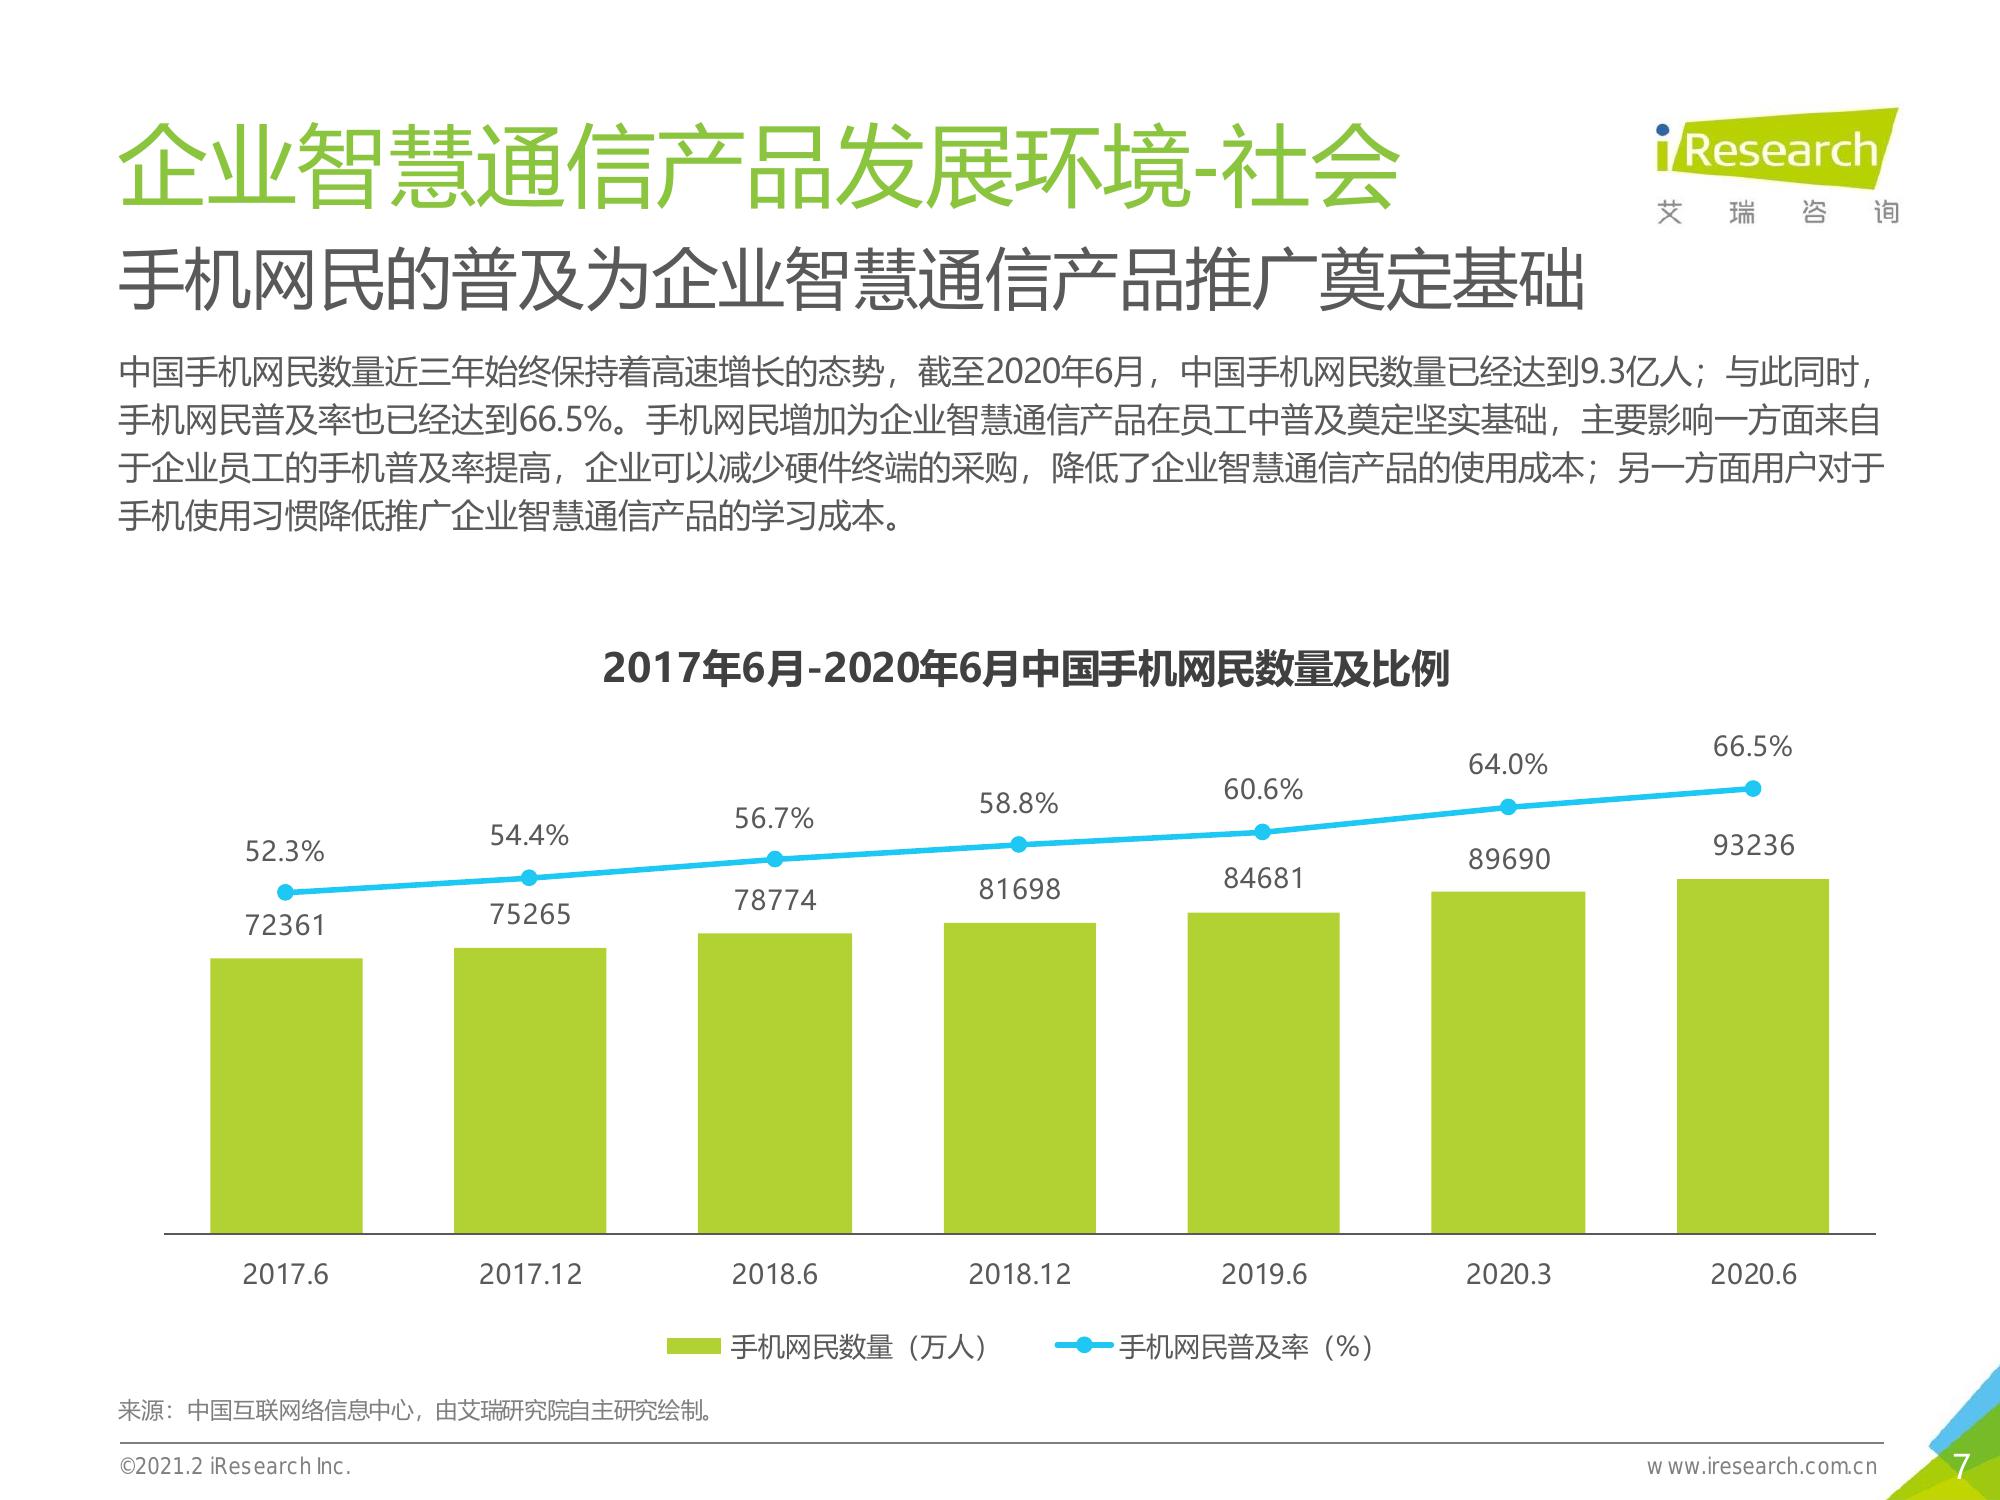 企业智慧通信产品发展环境-社会
iResearch
艾瑞咨询
手机网民的普及为企业智慧通信产品推广奠定基础
中国手机网民数量近三年始终保持着高速增长的态势，截至2020年6月，中国手机网民数量已经达到9.3亿人；与此同时，
手机网民普及率也已经达到66.5%。手机网民增加为企业智慧通信产品在员工中普及奠定坚实基础，主要影响一方面来自
于企业员工的手机普及率提高，企业可以减少硬件终端的采购，降低了企业智慧通信产品的使用成本；另一方面用户对于
手机使用习惯降低推广企业智慧通信产品的学习成本。
2017年6月-2020年6月中国手机网民数量及比例
52.3% 54.4% 56.7% 58.8% 60.6% 64.0% 66.5%
72361 75265 78774 81698 84681 89690 93236
2017.6 2017.12 2018.6 2018.12 2019.6 2020.3 2020.6
手机网民数量（万人） 手机网民普及率（%）
来源：中国互联网络信息中心，由艾瑞研究院自主研究绘制。
©2021.2 iResearch Inc. www.iresearch.com.cn 7